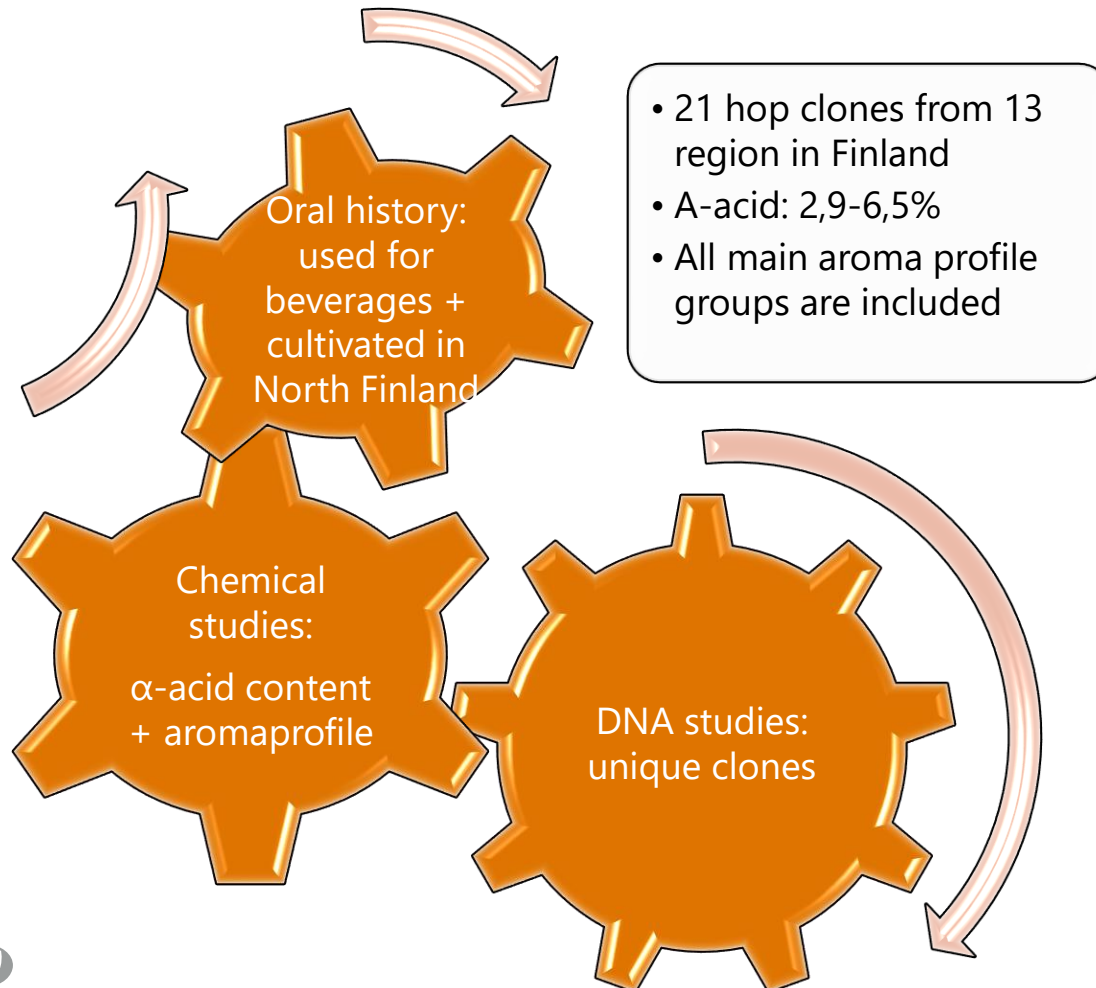 Oral history:
used for
beverages +
cultivated in
North Finland
• 21 hop clones from 13
region in Finland
• A-acid: 2,9-6,5%
• All main aroma profile
groups are included
Chemical
studies:
α-acid content
+ aromaprofile
DNA studies:
unique clones